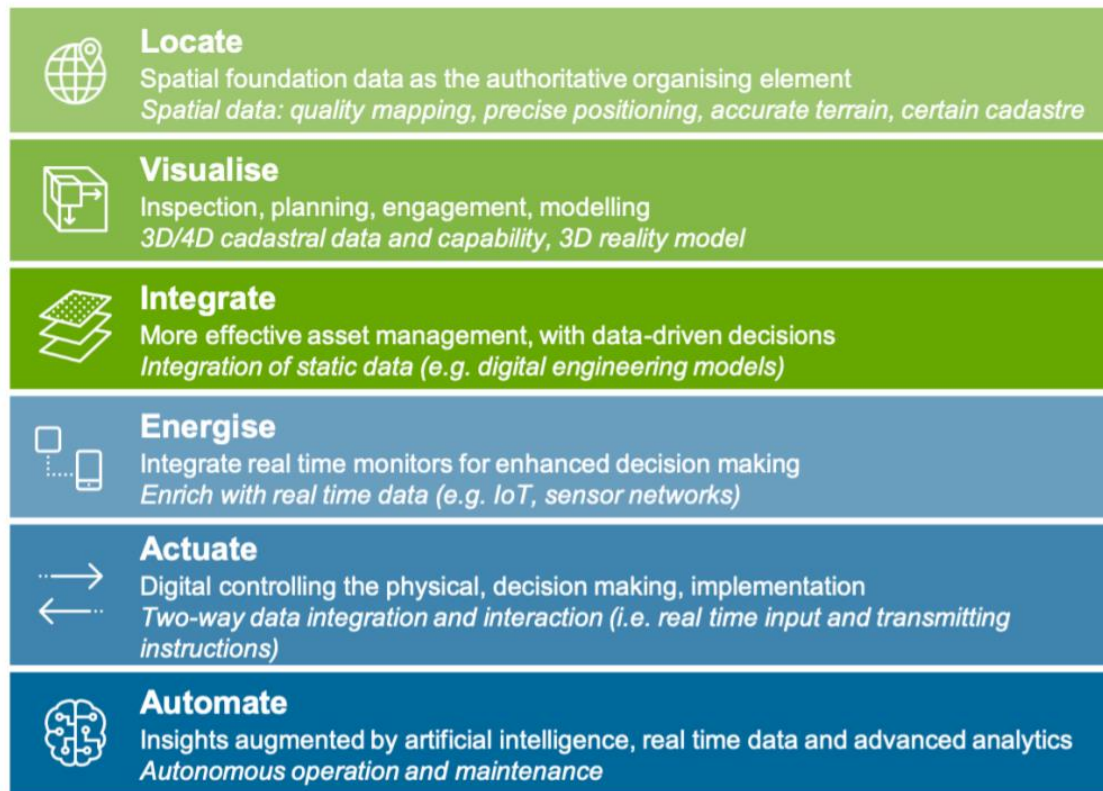 Locate
Spatial foundation data as the authoritative organising element
Spatial data: quality mapping, precise positioning, accurate terrain, certain cadastre
Visualise
Inspection, planning, engagement, modelling
3D/4D cadastral data and capability, 3D reality model
Integrate
More effective asset management, with data-driven decisions
Integration of static data (e.g. digital engineering models)
Energise
Integrate real time monitors for enhanced decision making
Enrich with real time data (e.g. IoT, sensor networks)
Actuate
Digital controlling the physical, decision making, implementation
Two-way data integration and interaction (i.e. real time input and transmitting
instructions)
Automate
Insights augmented by artificial intelligence, real time data and advanced analytics
Autonomous operation and maintenance